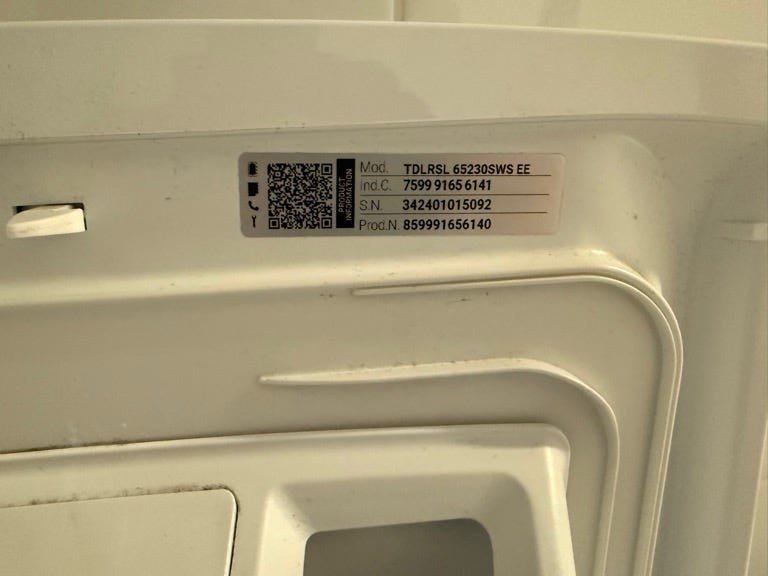 PRODUCT INFORMATION
Mod. TDLRSL 65230SWS EE
Ind.C. 7599 9165 6141
S.N. 342401015092
Prod.N. 859991656140